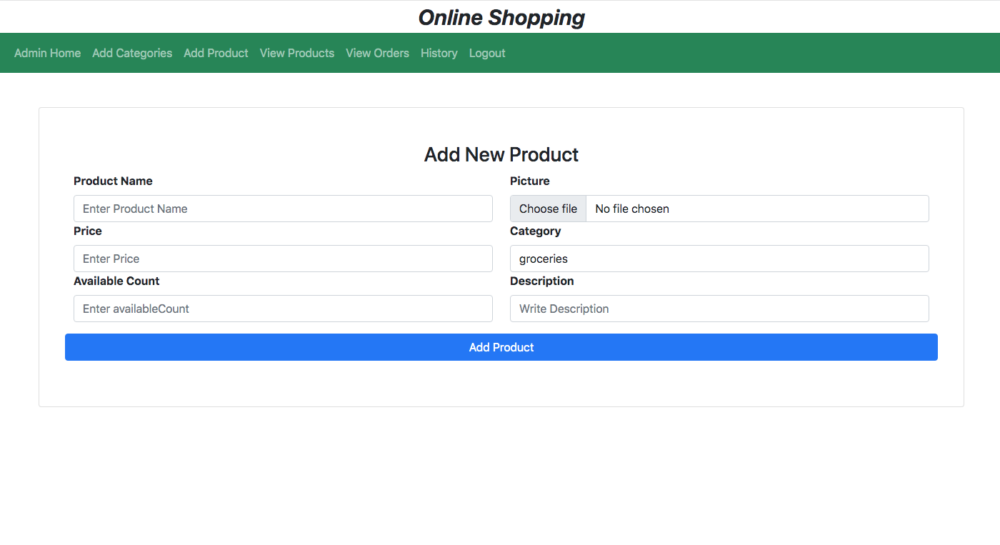 Online Shopping
Admin Home Add Categories Add Product View Products View Orders History Logout
Add New Product
Product Name
Enter Product Name
Picture
Choose file No file chosen
Price
Enter Price
Category
groceries
Available Count
Enter availableCount
Description
Write Description
Add Product